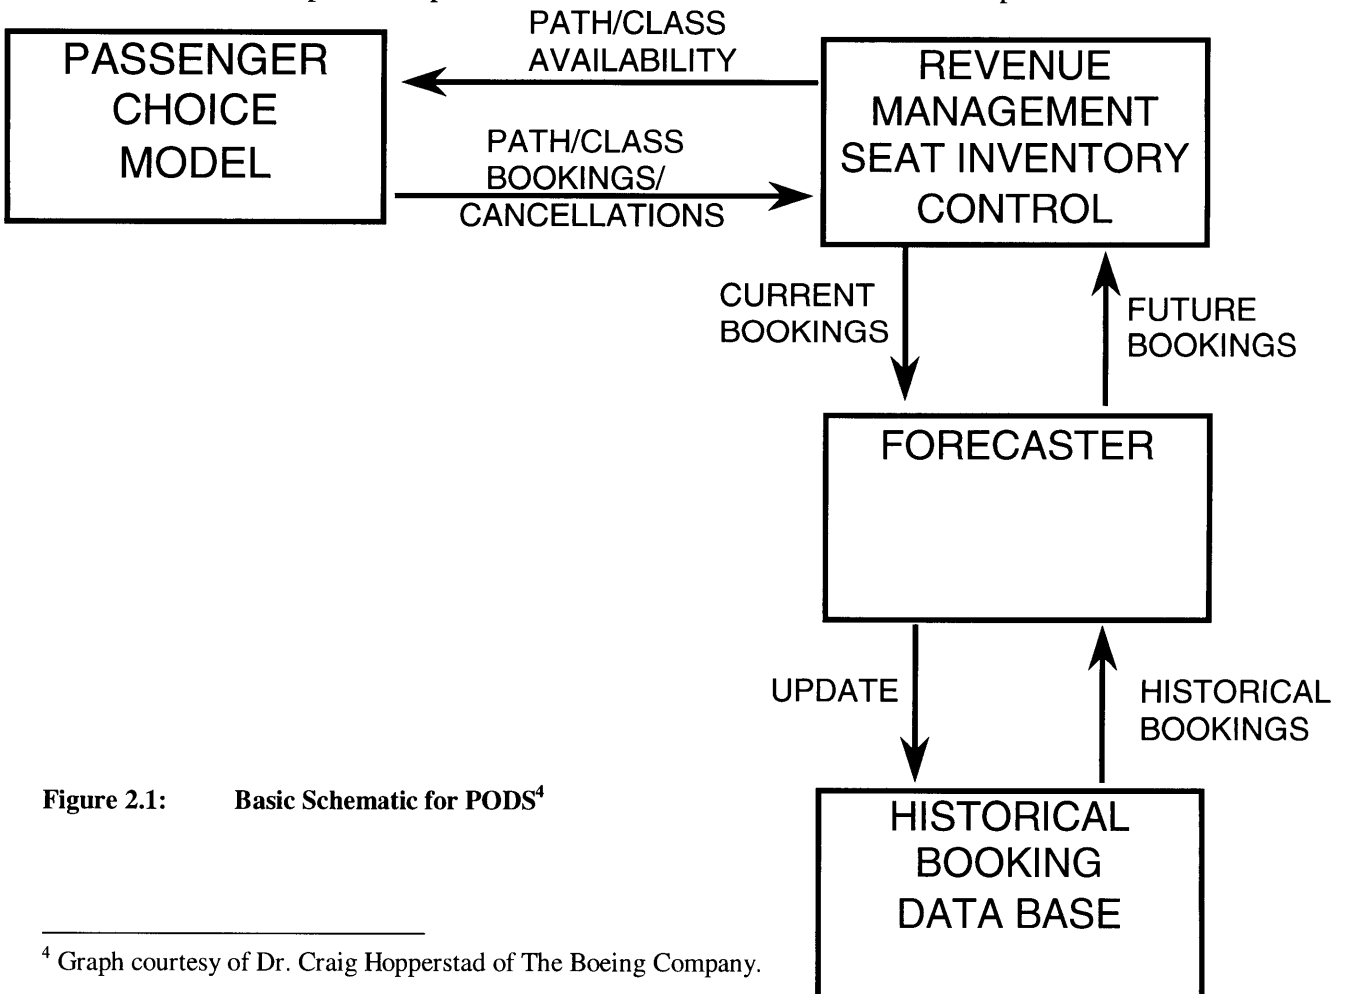 PATH/CLASS
AVAILABILITY
PASSENGER
CHOICE
MODEL
REVENUE
MANAGEMENT
SEAT INVENTORY
CONTROL
PATH/CLASS
BOOKINGS/
CANCELLATIONS
CURRENT
BOOKINGS
FUTURE
BOOKINGS
FORECASTER
UPDATE
HISTORICAL
BOOKINGS
Figure 2.1: Basic Schematic for PODS⁴
HISTORICAL
BOOKING
DATA BASE
⁴ Graph courtesy of Dr. Craig Hopperstad of The Boeing Company.